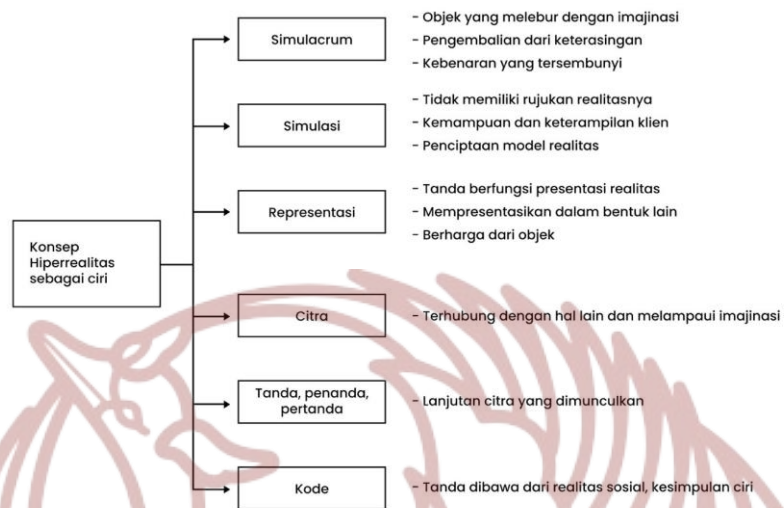 Simulacrum
- Objek yang melebur dengan imajinasi
- Pengembalian dari keterasingan
- Kebenaran yang tersembunyi
Simulasi
- Tidak memiliki rujukan realitasnya
- Kemampuan dan keterampilan klien
- Penciptaan model realitas
Representasi
- Tanda berfungsi presentasi realitas
- Mempresentasikan dalam bentuk lain
- Berharga dari objek
Konsep
Hiperrealitas
sebagai ciri
Citra
- Terhubung dengan hal lain dan melampaui imajinasi
Tanda, penanda,
pertanda
- Lanjutan citra yang dimunculkan
Kode
- Tanda dibawa dari realitas sosial, kesimpulan ciri